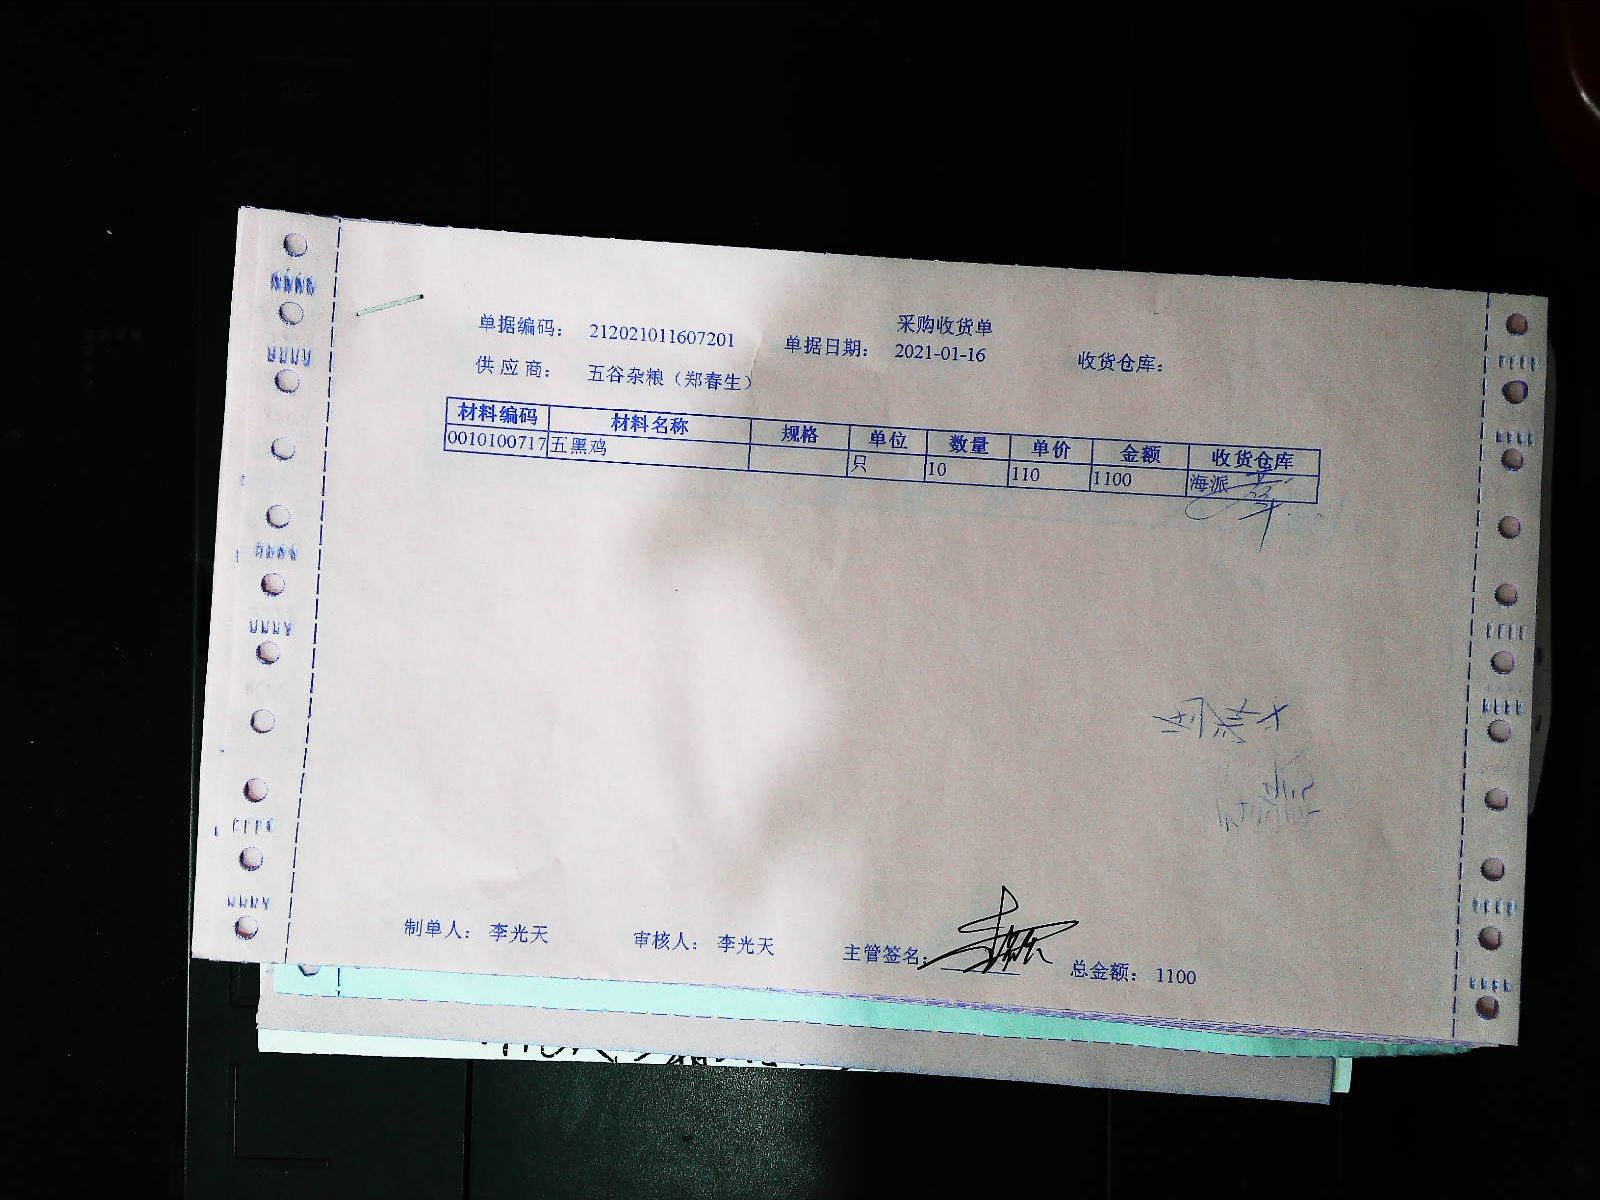 采购收货单
单据编码： 212021011607201 单据日期： 2021-01-16 收货仓库：
供应商： 五谷杂粮（郑春生）
材料编码 材料名称 规格 单位 数量 单价 金额 收货仓库
0010100717 五黑鸡 只 10 110 1100 海派
制单人： 李光天 审核人： 李光天 主管签名： 总金额： 1100